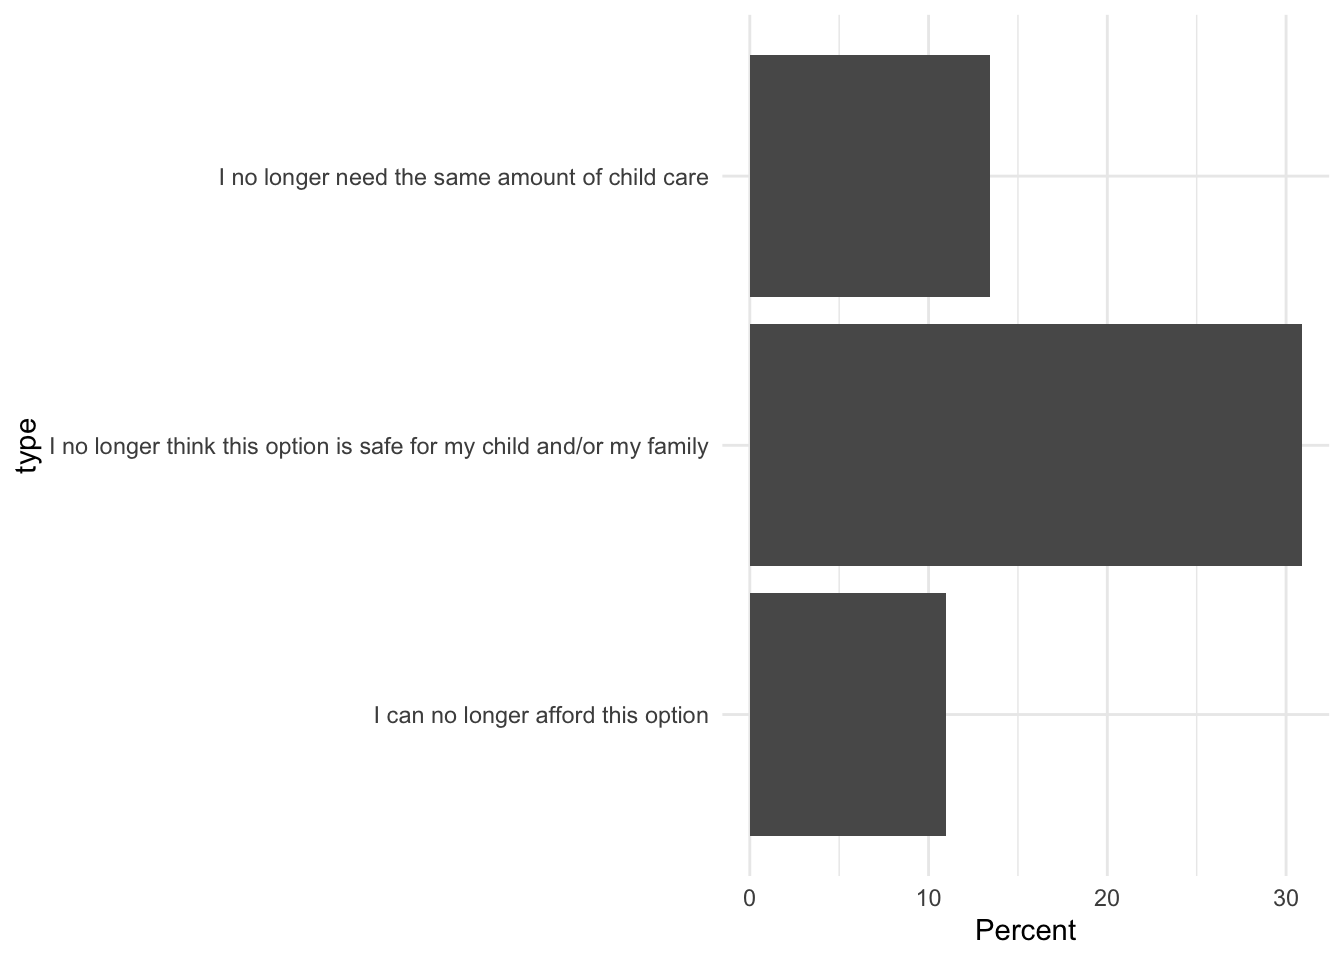 I no longer need the same amount of child care
type
I no longer think this option is safe for my child and/or my family
I can no longer afford this option
0 10 20 30
Percent